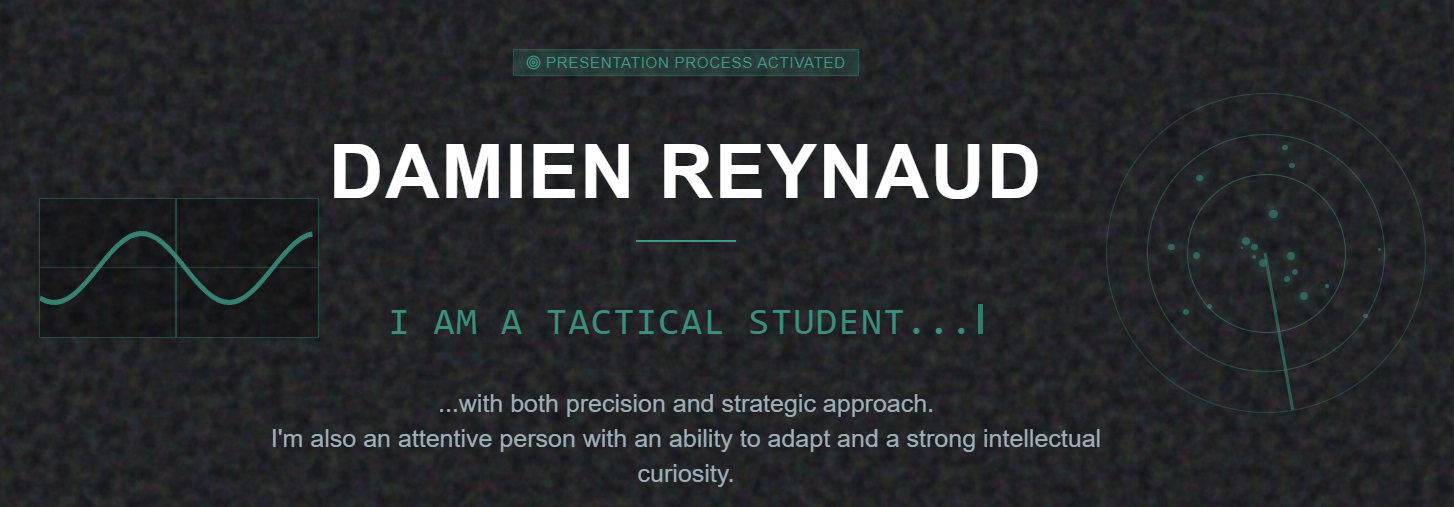 PRESENTATION PROCESS ACTIVATED
DAMIEN REYNAUD
I AM A TACTICAL STUDENT...
...with both precision and strategic approach.
I'm also an attentive person with an ability to adapt and a strong intellectual
curiosity.